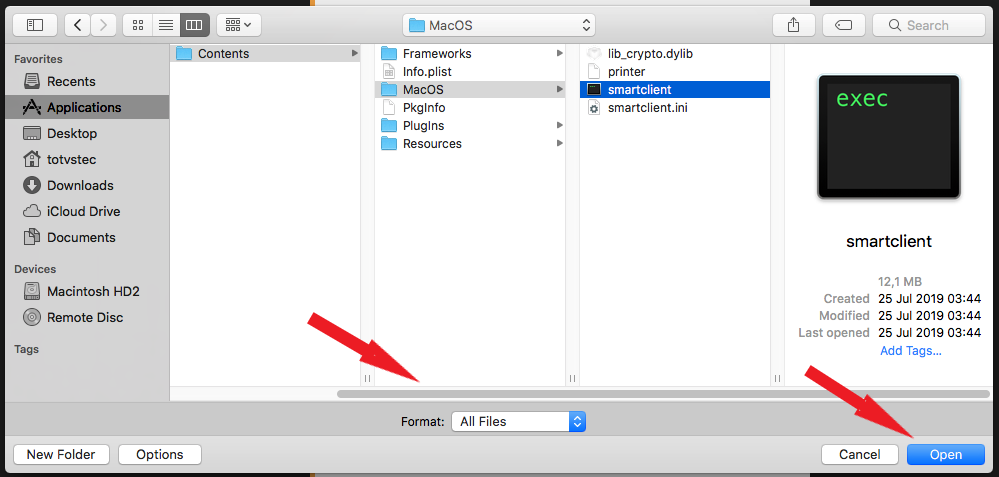 MacOS
Search
Favorites
Recents
Applications
Desktop
totvstec
Downloads
iCloud Drive
Documents
Devices
Macintosh HD2
Remote Disc
Tags
Contents
Frameworks
Info.plist
MacOS
PkgInfo
PlugIns
Resources
lib_crypto.dylib
printer
smartclient
smartclient.ini
exec
smartclient
12,1 MB
Created 25 Jul 2019 03:44
Modified 25 Jul 2019 03:44
Last opened 25 Jul 2019 03:44
Add Tags...
Format: All Files
New Folder Options Cancel Open